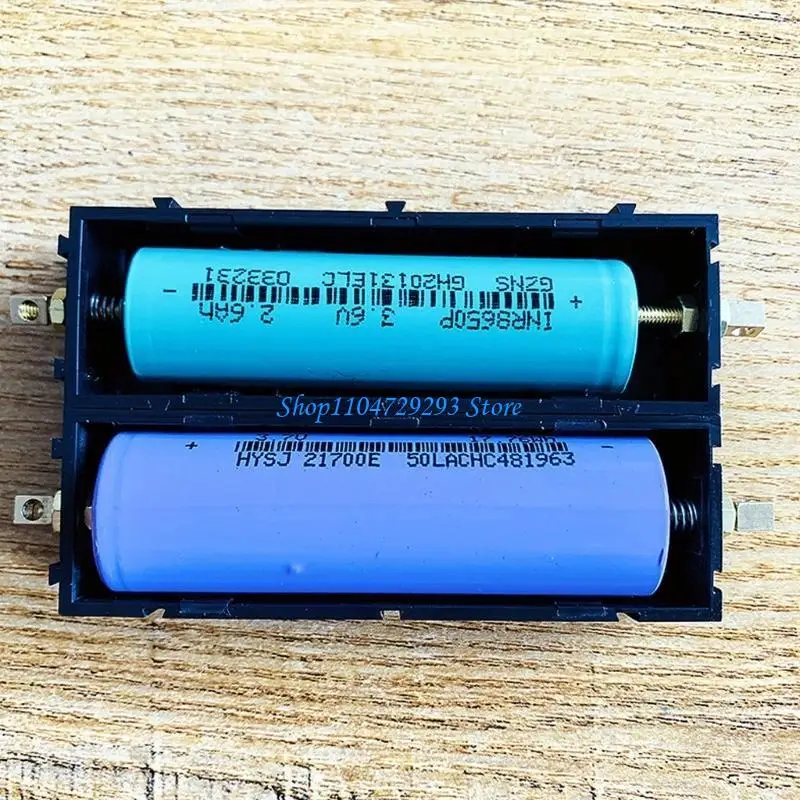 INR8650P 3.6V 2.6Ah
+ -
GZNS GH20131ELC 033231
Shop1104729293 Store
+ -
HYSJ 21700E 50LACHC481963